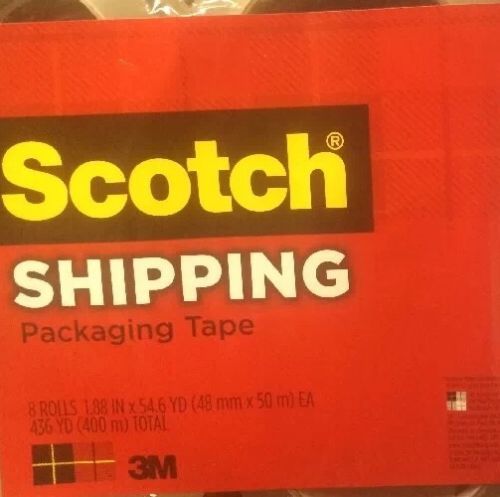 Scotch®
SHIPPING
Packaging Tape
8 ROLLS 1.88 IN x 54.6 YD (48 mm x 50 m) EA
436 YD (400 m) TOTAL
3M